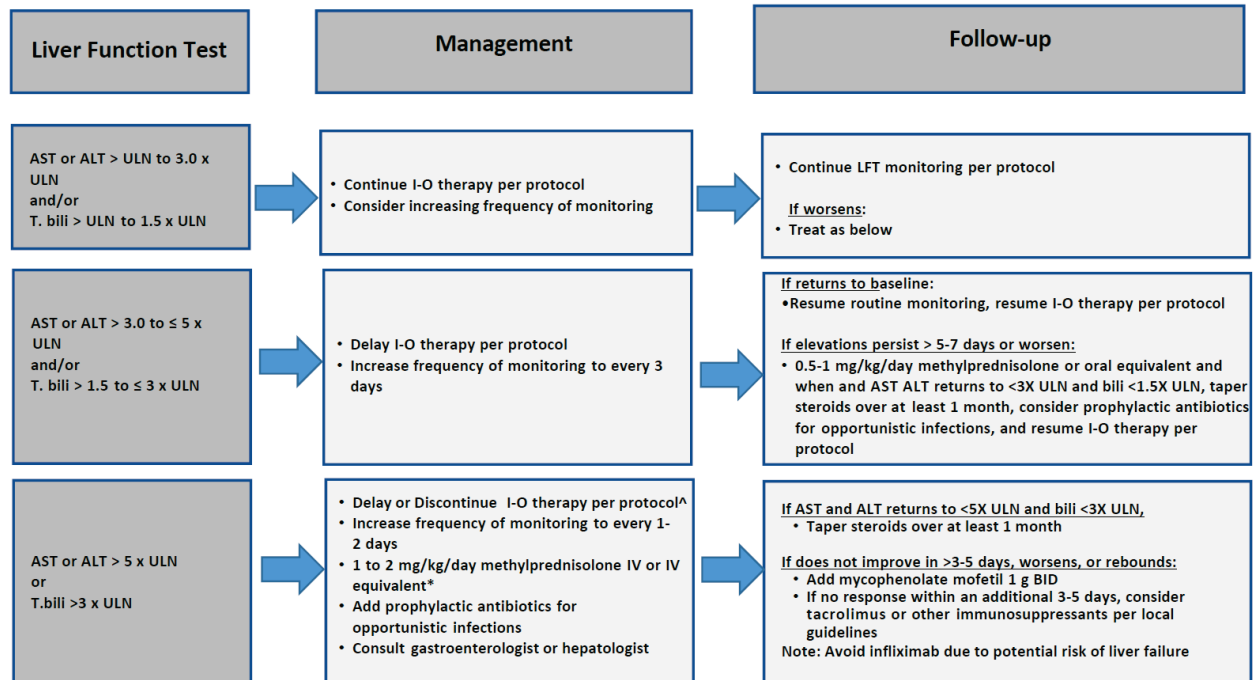 Liver Function Test
Management
Follow-up
AST or ALT > ULN to 3.0 x
ULN
and/or
T. bili > ULN to 1.5 x ULN
• Continue I-O therapy per protocol
• Consider increasing frequency of monitoring
• Continue LFT monitoring per protocol
If worsens:
• Treat as below
AST or ALT > 3.0 to ≤ 5 x
ULN
and/or
T. bili > 1.5 to ≤ 3 x ULN
• Delay I-O therapy per protocol
• Increase frequency of monitoring to every 3
days
If returns to baseline:
•Resume routine monitoring, resume I-O therapy per protocol
If elevations persist > 5-7 days or worsen:
• 0.5-1 mg/kg/day methylprednisolone or oral equivalent and
when and AST ALT returns to <3X ULN and bili <1.5X ULN, taper
steroids over at least 1 month, consider prophylactic antibiotics
for opportunistic infections, and resume I-O therapy per
protocol
AST or ALT > 5 x ULN
or
T.bili >3 x ULN
• Delay or Discontinue I-O therapy per protocol^
• Increase frequency of monitoring to every 1-
2 days
• 1 to 2 mg/kg/day methylprednisolone IV or IV
equivalent*
• Add prophylactic antibiotics for
opportunistic infections
• Consult gastroenterologist or hepatologist
If AST and ALT returns to <5X ULN and bili <3X ULN,
• Taper steroids over at least 1 month
If does not improve in >3-5 days, worsens, or rebounds:
• Add mycophenolate mofetil 1 g BID
• If no response within an additional 3-5 days, consider
tacrolimus or other immunosuppressants per local
guidelines
Note: Avoid infliximab due to potential risk of liver failure